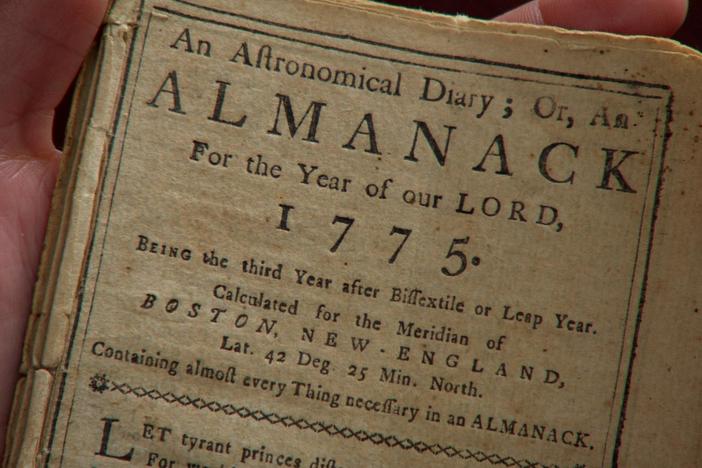 An Aſtronomical Diary; Or, An
ALMANACK
For the Year of our LORD,
1775.
BEING the third Year after Biſſextile or Leap Year.
Calculated for the Meridian of
BOSTON, NEW-ENGLAND,
Lat. 42 Deg. 25 Min. North.
Containing almoſt every Thing neceſſary in an ALMANACK.
LET tyrant princes
For